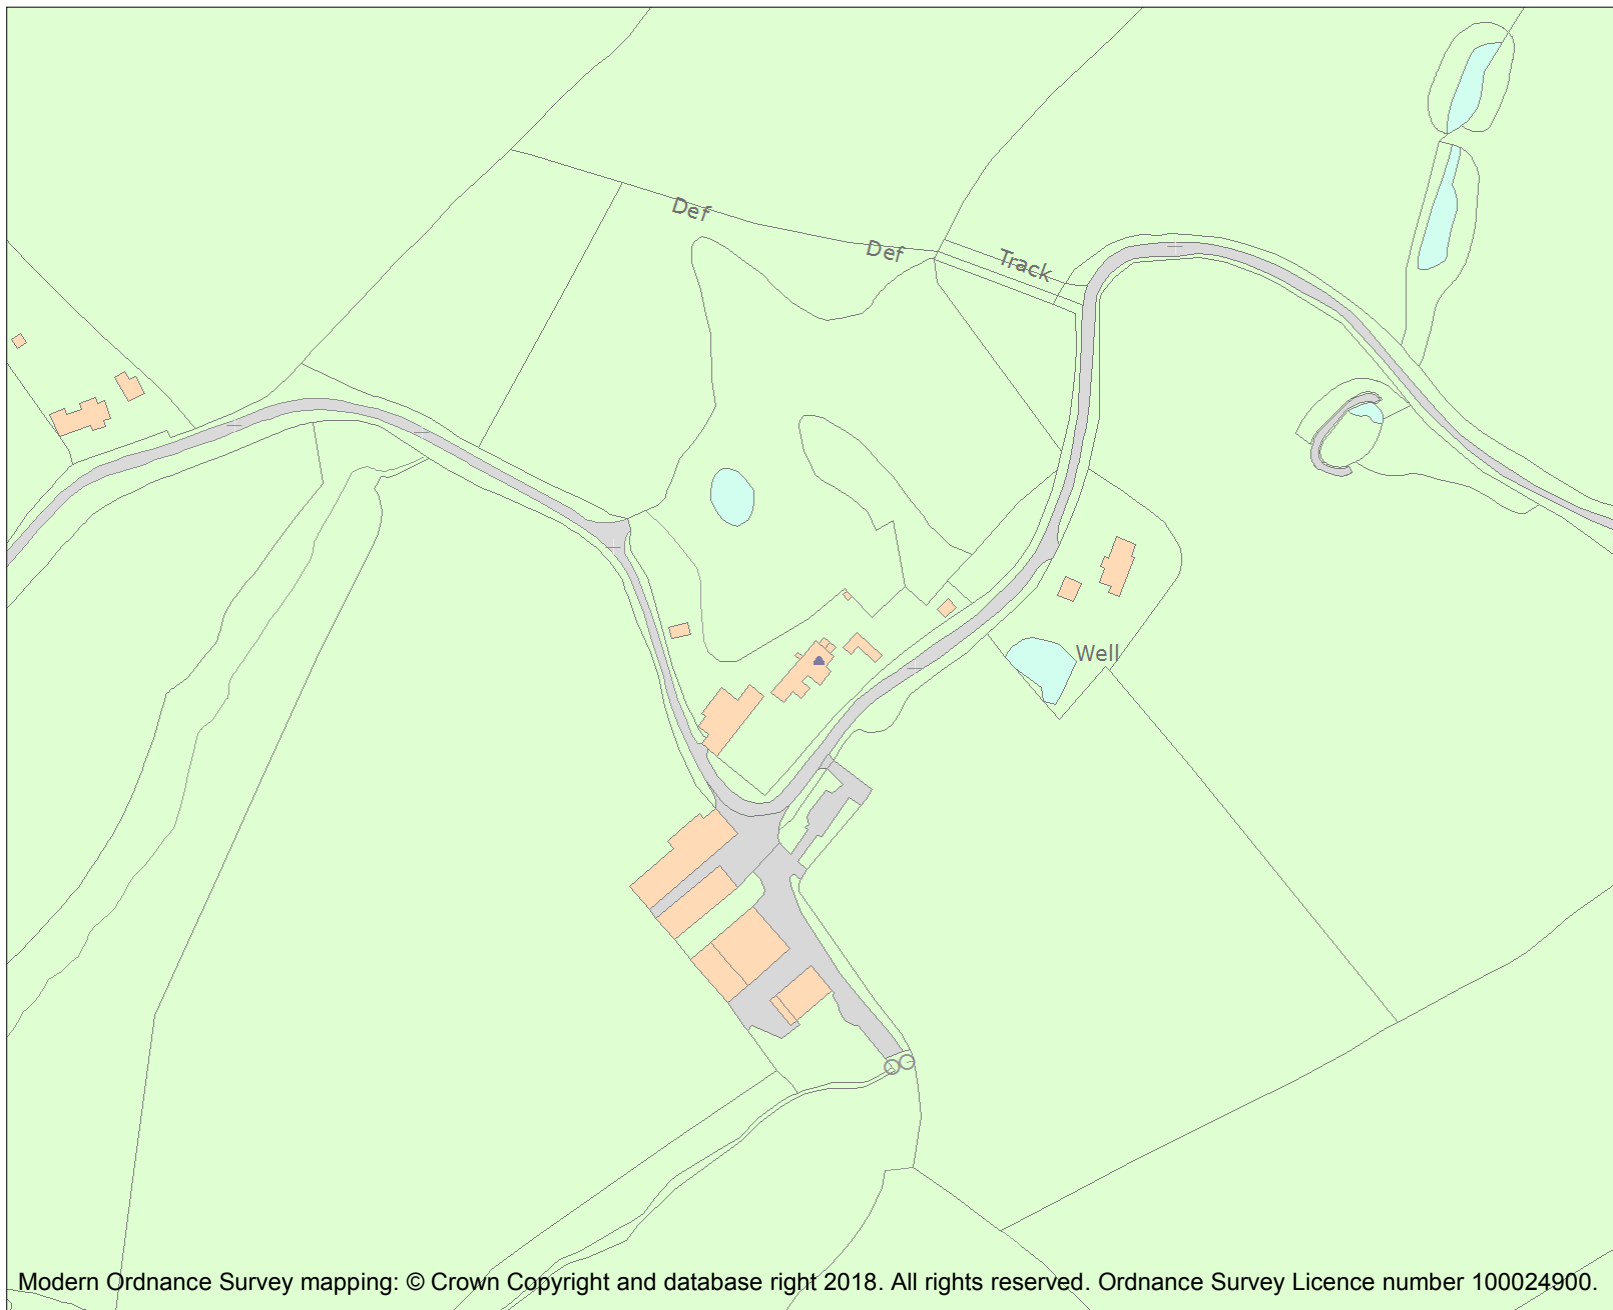 Def
Def
Track
Well
Modern Ordnance Survey mapping: © Crown Copyright and database right 2018. All rights reserved. Ordnance Survey Licence number 100024900.